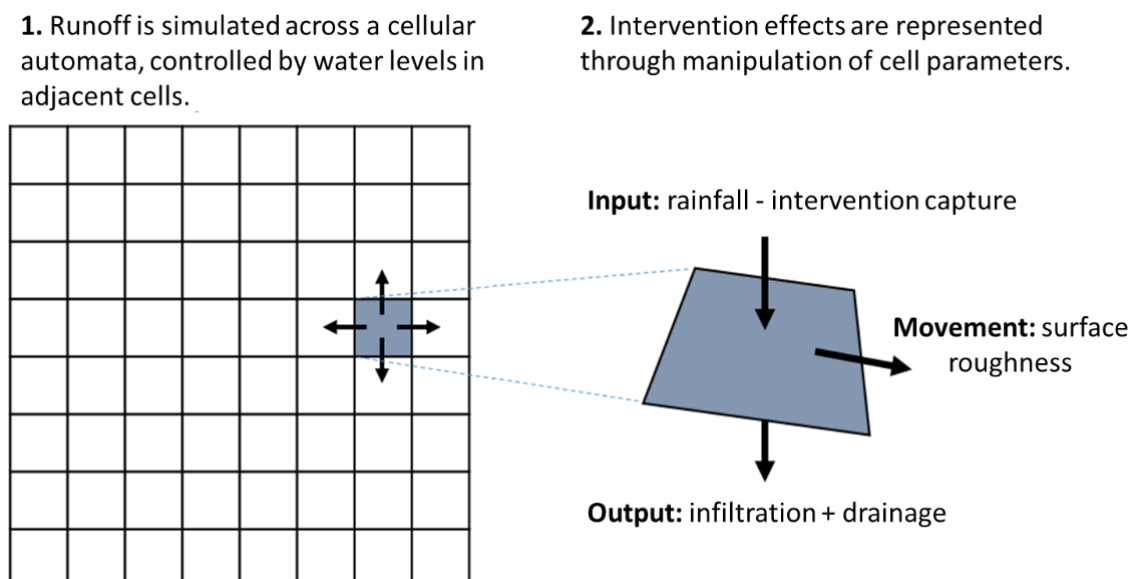 1. Runoff is simulated across a cellular
automata, controlled by water levels in
adjacent cells.
2. Intervention effects are represented
through manipulation of cell parameters.
Input: rainfall - intervention capture
Movement: surface
roughness
Output: infiltration + drainage